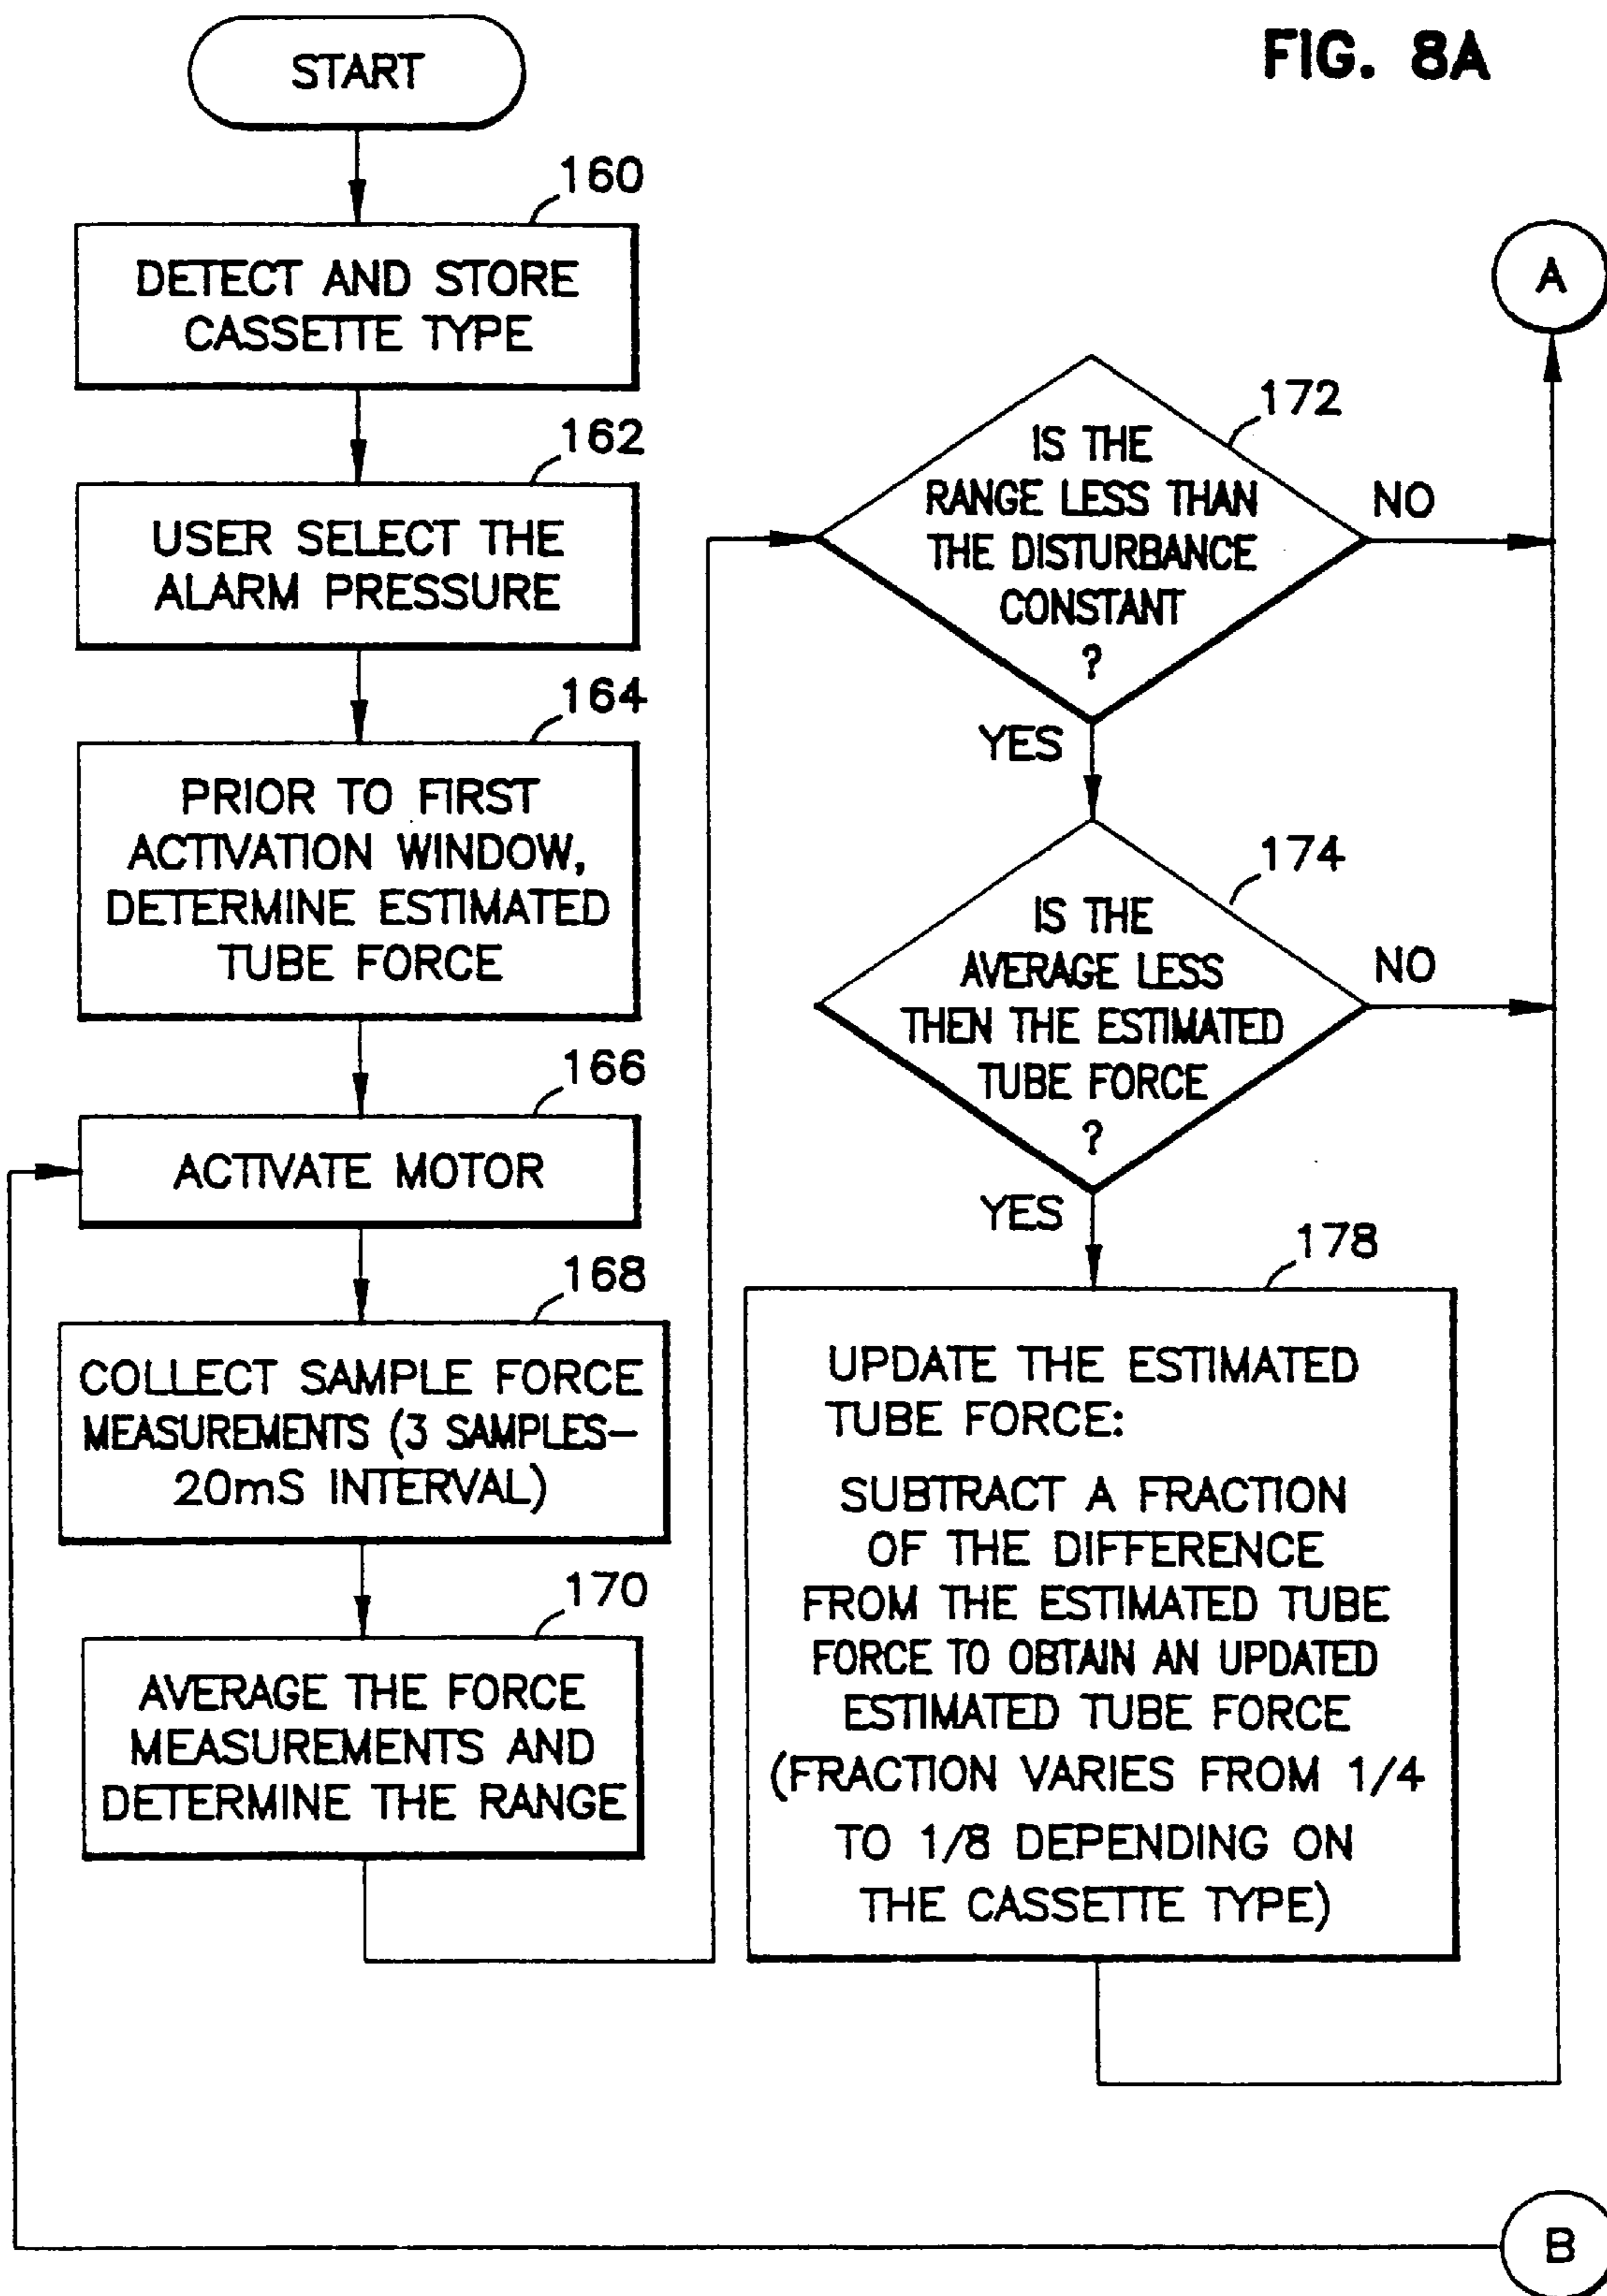 FIG. 8A
START
160
DETECT AND STORE
CASSETTE TYPE
162
USER SELECT THE
ALARM PRESSURE
164
PRIOR TO FIRST
ACTIVATION WINDOW,
DETERMINE ESTIMATED
TUBE FORCE
166
ACTIVATE MOTOR
168
COLLECT SAMPLE FORCE
MEASUREMENTS (3 SAMPLES-
20mS INTERVAL)
170
AVERAGE THE FORCE
MEASUREMENTS AND
DETERMINE THE RANGE
172
IS THE
RANGE LESS THAN
THE DISTURBANCE
CONSTANT
?
NO
YES
174
IS THE
AVERAGE LESS
THEN THE ESTIMATED
TUBE FORCE
?
NO
YES
178
UPDATE THE ESTIMATED
TUBE FORCE:
SUBTRACT A FRACTION
OF THE DIFFERENCE
FROM THE ESTIMATED TUBE
FORCE TO OBTAIN AN UPDATED
ESTIMATED TUBE FORCE
(FRACTION VARIES FROM 1/4
TO 1/8 DEPENDING ON
THE CASSETTE TYPE)
A
B